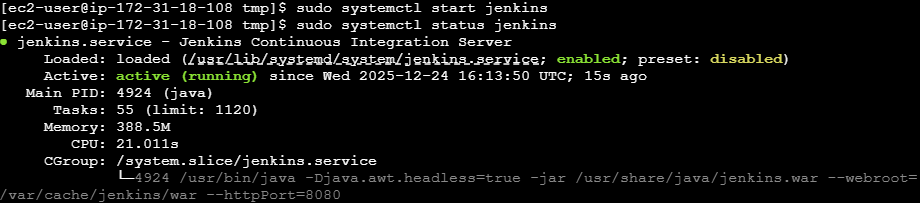 [ec2-user@ip-172-31-18-108 tmp]$ sudo systemctl start jenkins
[ec2-user@ip-172-31-18-108 tmp]$ sudo systemctl status jenkins
● jenkins.service - Jenkins Continuous Integration Server
     Loaded: loaded (/usr/lib/systemd/system/jenkins.service; enabled; preset: disabled)
     Active: active (running) since Wed 2025-12-24 16:13:50 UTC; 15s ago
   Main PID: 4924 (java)
      Tasks: 55 (limit: 1120)
     Memory: 388.5M
        CPU: 21.011s
     CGroup: /system.slice/jenkins.service
             └─4924 /usr/bin/java -Djava.awt.headless=true -jar /usr/share/java/jenkins.war --webroot=
/var/cache/jenkins/war --httpPort=8080